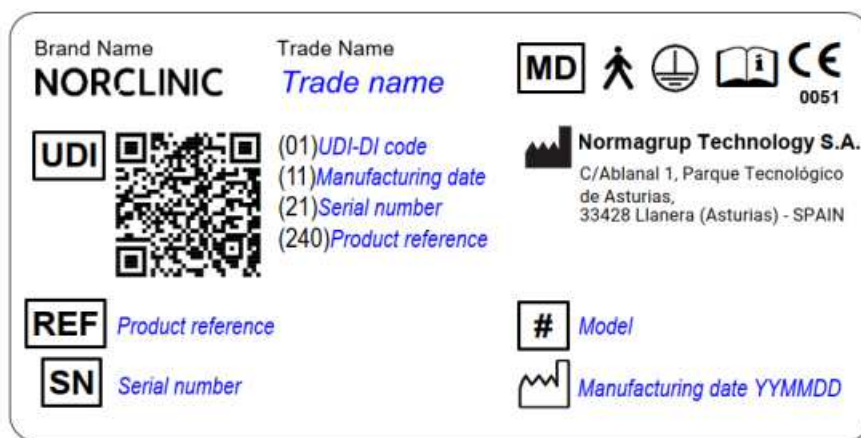 Brand Name
NORCLINIC
Trade Name
Trade name
MD
0051
UDI
(01)UDI-DI code
(11)Manufacturing date
(21)Serial number
(240)Product reference
Normagrup Technology S.A.
C/Ablanal 1, Parque Tecnológico
de Asturias,
33428 Llanera (Asturias) - SPAIN
REF Product reference
# Model
SN Serial number
Manufacturing date YYMMDD